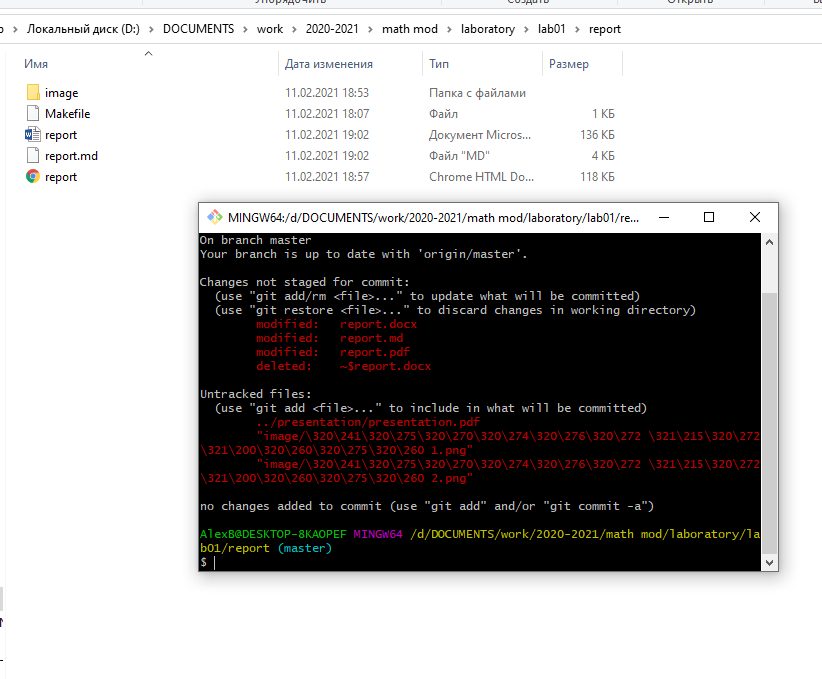 Упорядочить Создать Открыть
Локальный диск (D:) > DOCUMENTS > work > 2020-2021 > math mod > laboratory > lab01 > report
Имя Дата изменения Тип Размер
image 11.02.2021 18:53 Папка с файлами
Makefile 11.02.2021 18:07 Файл 1 КБ
report 11.02.2021 19:02 Документ Micros... 136 КБ
report.md 11.02.2021 19:02 Файл "MD" 4 КБ
report 11.02.2021 18:57 Chrome HTML Do... 118 КБ
MINGW64:/d/DOCUMENTS/work/2020-2021/math mod/laboratory/lab01/re...
On branch master
Your branch is up to date with 'origin/master'.
Changes not staged for commit:
(use "git add/rm <file>..." to update what will be committed)
(use "git restore <file>..." to discard changes in working directory)
modified: report.docx
modified: report.md
modified: report.pdf
deleted: ~$report.docx
Untracked files:
(use "git add <file>..." to include in what will be committed)
../presentation/presentation.pdf
"image/\320\241\320\275\320\270\320\274\320\276\320\272 \321\215\320\272
\321\200\320\260\320\275\320\260 1.png"
"image/\320\241\320\275\320\270\320\274\320\276\320\272 \321\215\320\272
\321\200\320\260\320\275\320\260 2.png"
no changes added to commit (use "git add" and/or "git commit -a")
AlexB@DESKTOP-8KAOPEF MINGW64 /d/DOCUMENTS/work/2020-2021/math mod/laboratory/la
b01/report (master)
$